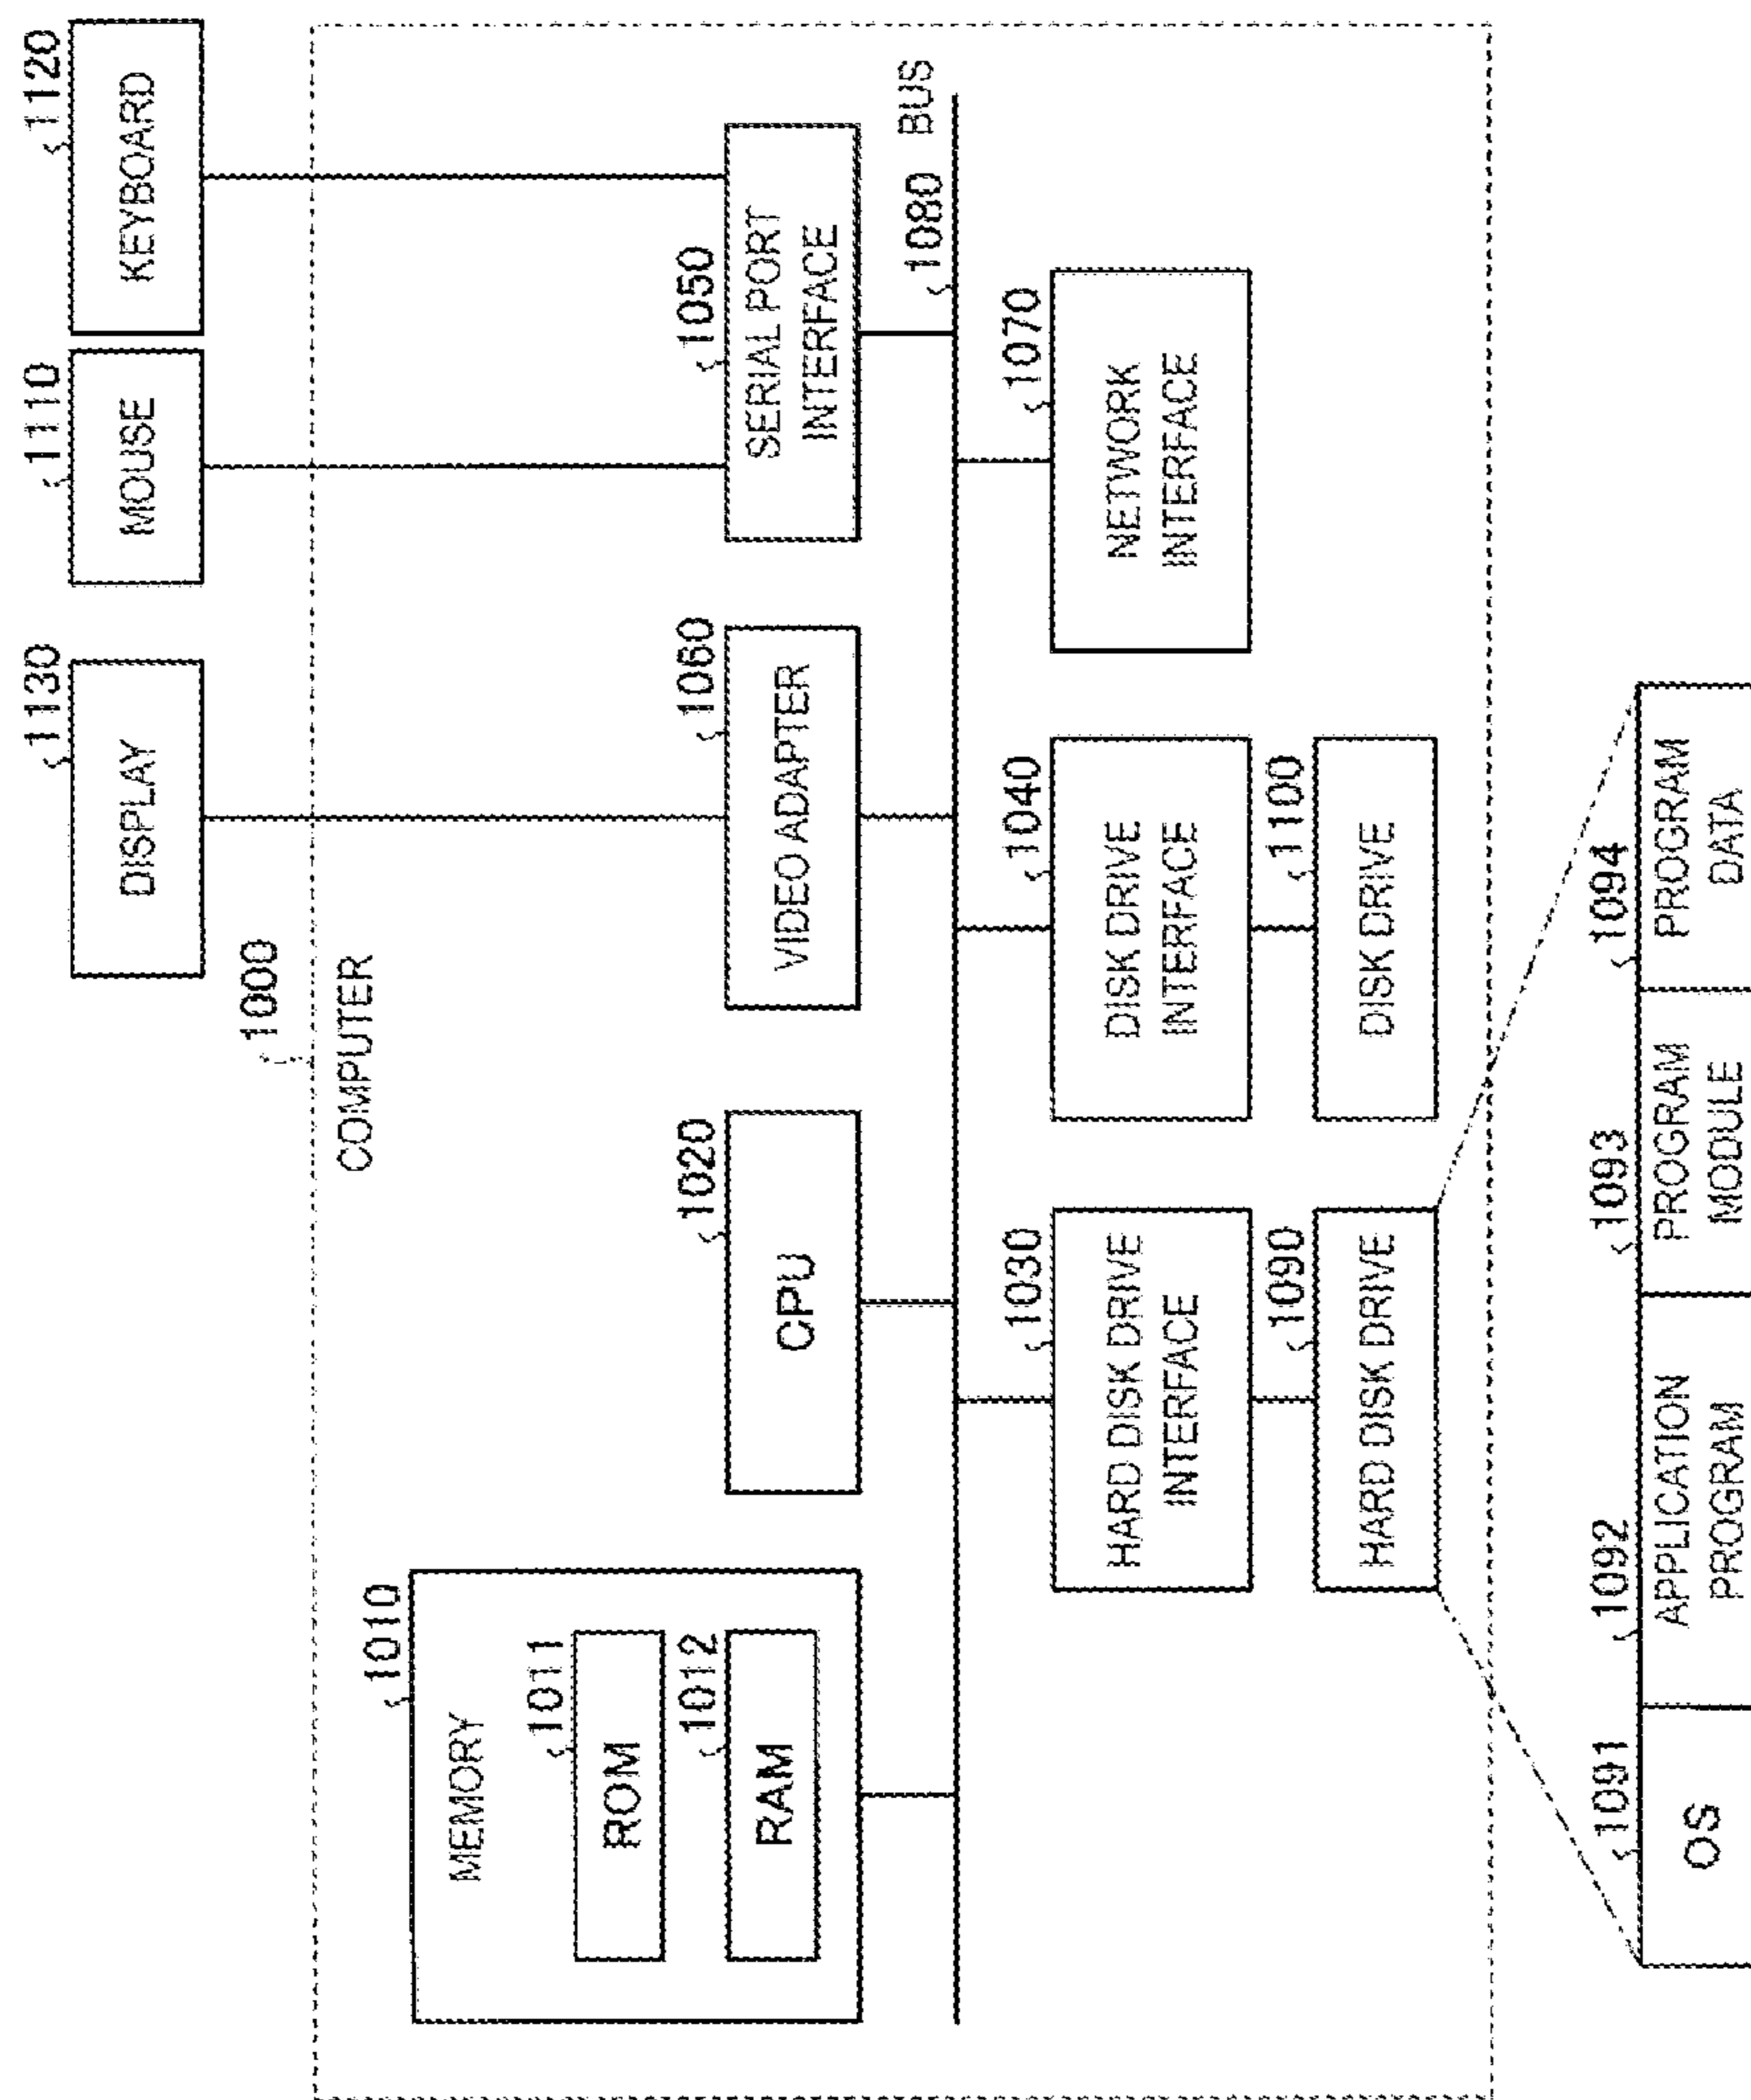 1130
DISPLAY
1110
MOUSE
1120
KEYBOARD
1000
COMPUTER
1010
MEMORY
1011
ROM
1012
RAM
1020
CPU
1060
VIDEO ADAPTER
1050
SERIAL PORT
INTERFACE
1080 BUS
1030
HARD DISK DRIVE
INTERFACE
1040
DISK DRIVE
INTERFACE
1070
NETWORK
INTERFACE
1090
HARD DISK DRIVE
1100
DISK DRIVE
1091
OS
1092
APPLICATION
PROGRAM
1093
PROGRAM
MODULE
1094
PROGRAM
DATA